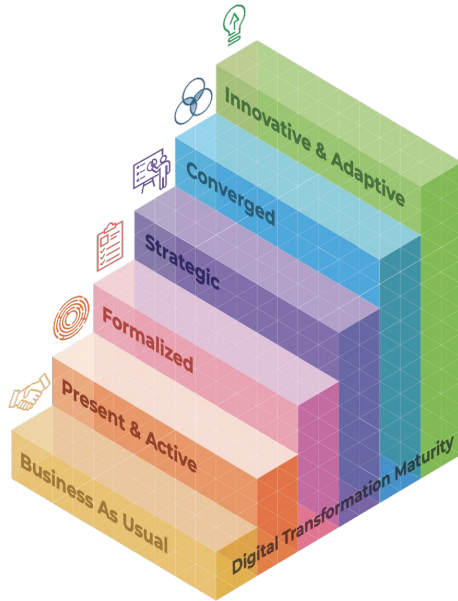 Innovative & Adaptive
Converged
Strategic
Formalized
Present & Active
Business As Usual
Digital Transformation Maturity